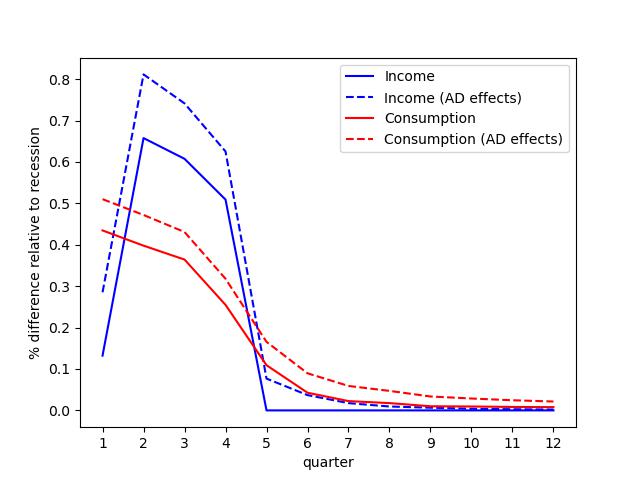 Income
Income (AD effects)
Consumption
Consumption (AD effects)
% difference relative to recession
0.8
0.7
0.6
0.5
0.4
0.3
0.2
0.1
0.0
1 2 3 4 5 6 7 8 9 10 11 12
quarter